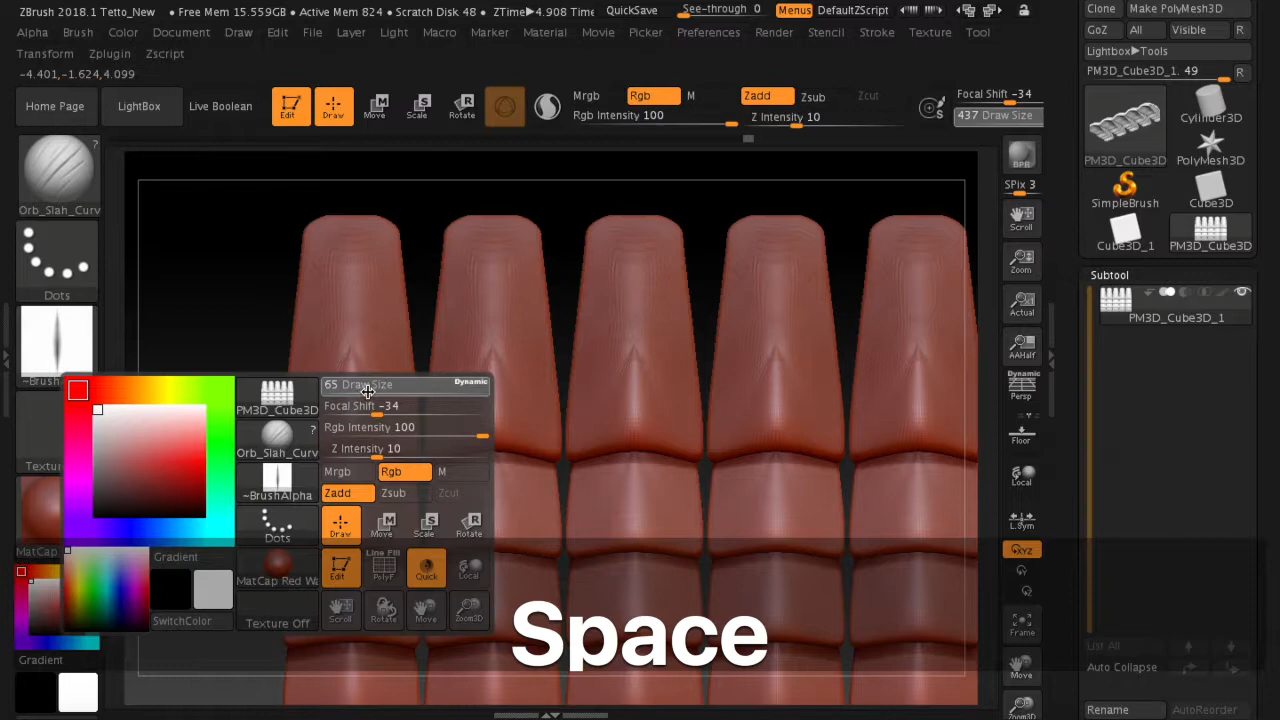 ZBrush 2018.1 Tetto_New • Free Mem 15.559GB • Active Mem 824 • Scratch Disk 48 • ZTime▶4.908 Time QuickSave See-through 0 Menus DefaultZScript
Alpha Brush Color Document Draw Edit File Layer Light Macro Marker Material Movie Picker Preferences Render Stencil Stroke Texture Tool
Transform Zplugin Zscript
-4.401,-1.624,4.099
Home Page LightBox Live Boolean Edit Draw Move Scale Rotate
Mrgb Rgb M Zadd Zsub Zcut Focal Shift -34
Rgb Intensity 100 Z Intensity 10 437 Draw Size
Orb_Slah_Curv
Dots
~Brush
MatCap
Gradient
PM3D_Cube3D
Orb_Slah_Curv
~BrushAlpha
Dots
MatCap Red Wa
Texture Off
Gradient
SwitchColor
65 Draw Size Dynamic
Focal Shift -34
Rgb Intensity 100
Z Intensity 10
Mrgb Rgb M
Zadd Zsub Zcut
Draw Move Scale Rotate
Line Fill
Edit PolyF Quick Local
Scroll Rotate Move Zoom3D
Space
BPR
SPix 3
Scroll
Zoom
Actual
AAHalf
Dynamic
Persp
Floor
Local
L.Sym
XYZ
Y
Z
Frame
Move
Zoom3D
Clone Make PolyMesh3D
GoZ All Visible R
Lightbox▶Tools
PM3D_Cube3D_1. 49 R
PM3D_Cube3D Cylinder3D
PolyMesh3D
SimpleBrush Cube3D
Cube3D_1 PM3D_Cube3D
Subtool
PM3D_Cube3D_1
List All
Auto Collapse
Rename AutoReorder